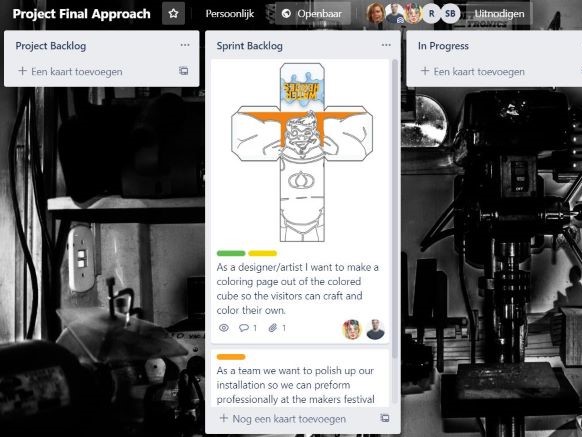 Project Final Approach Persoonlijk Openbaar R SB Uitnodigen
Project Backlog
+ Een kaart toevoegen
Sprint Backlog
WATER
HEROES
As a designer/artist I want to make a
coloring page out of the colored
cube so the visitors can craft and
color their own.
1 1
As a team we want to polish up our
installation so we can preform
professionally at the makers festival
+ Nog een kaart toevoegen
In Progress
+ Een kaart toevoegen
OFF